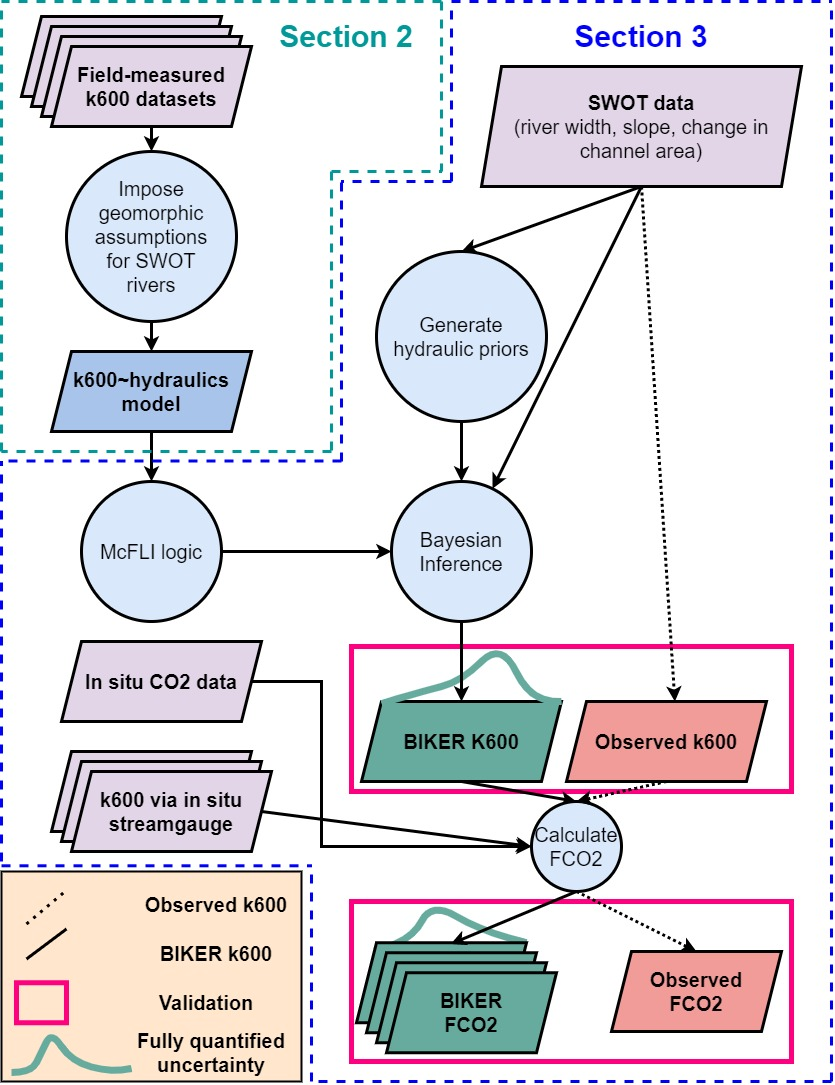 Section 2
Field-measured
k600 datasets
Impose
geomorphic
assumptions
for SWOT
rivers
k600~hydraulics
model
Section 3
SWOT data
(river width, slope, change in
channel area)
Generate
hydraulic priors
McFLI logic
Bayesian
Inference
In situ CO2 data
BIKER K600
Observed k600
k600 via in situ
streamgauge
Calculate
FCO2
BIKER
FCO2
Observed
FCO2
Observed k600
BIKER k600
Validation
Fully quantified
uncertainty